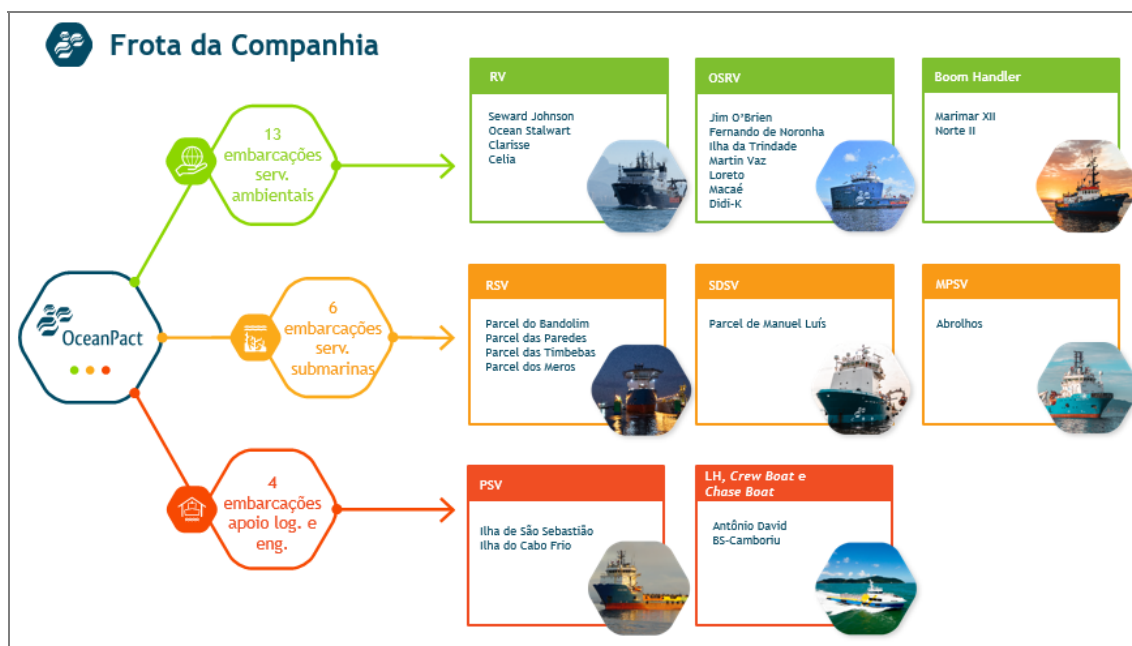 Frota da Companhia
13
embarcações
serv.
ambientais
RV
Seward Johnson
Ocean Stalwart
Clarisse
Celia
OSRV
Jim O'Brien
Fernando de Noronha
Ilha da Trindade
Martin Vaz
Loreto
Macaé
Didi-K
Boom Handler
Marimar XII
Norte II
OceanPact
6
embarcações
serv.
submarinas
RSV
Parcel do Bandolim
Parcel das Paredes
Parcel das Timbebas
Parcel dos Meros
SDSV
Parcel de Manuel Luís
MPSV
Abrolhos
4
embarcações
apoio log. e
eng.
PSV
Ilha de São Sebastião
Ilha do Cabo Frio
LH, Crew Boat e
Chase Boat
Antônio David
BS-Camboriu